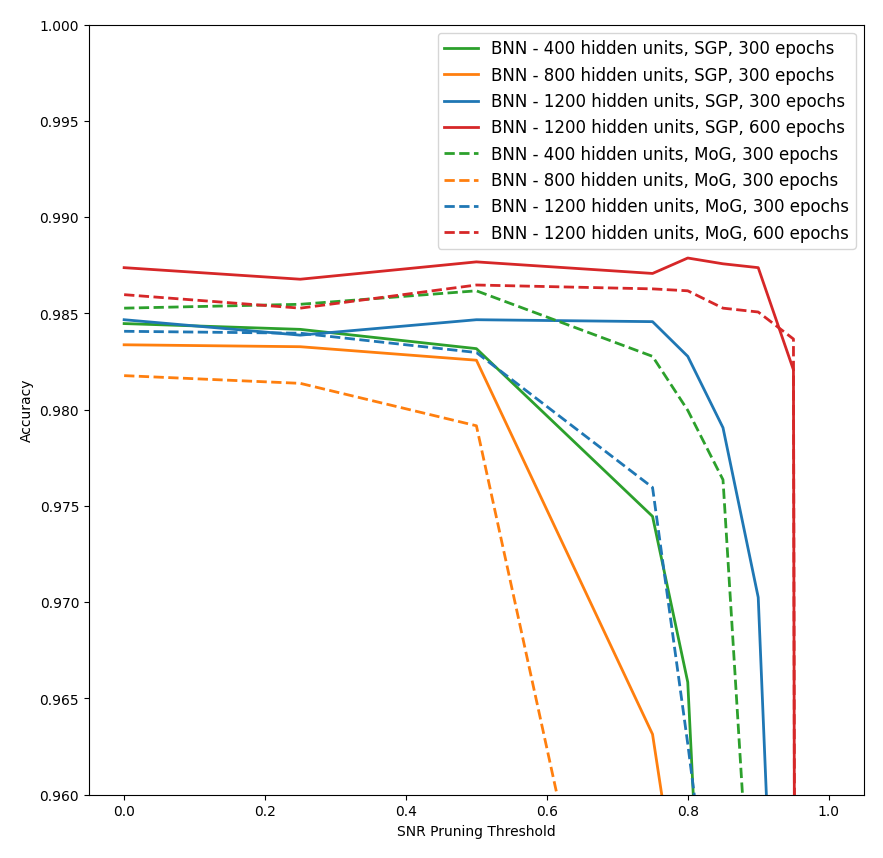 1.000
0.995
0.990
0.985
0.980
0.975
0.970
0.965
0.960
Accuracy
BNN - 400 hidden units, SGP, 300 epochs
BNN - 800 hidden units, SGP, 300 epochs
BNN - 1200 hidden units, SGP, 300 epochs
BNN - 1200 hidden units, SGP, 600 epochs
BNN - 400 hidden units, MoG, 300 epochs
BNN - 800 hidden units, MoG, 300 epochs
BNN - 1200 hidden units, MoG, 300 epochs
BNN - 1200 hidden units, MoG, 600 epochs
0.0 0.2 0.4 0.6 0.8 1.0
SNR Pruning Threshold